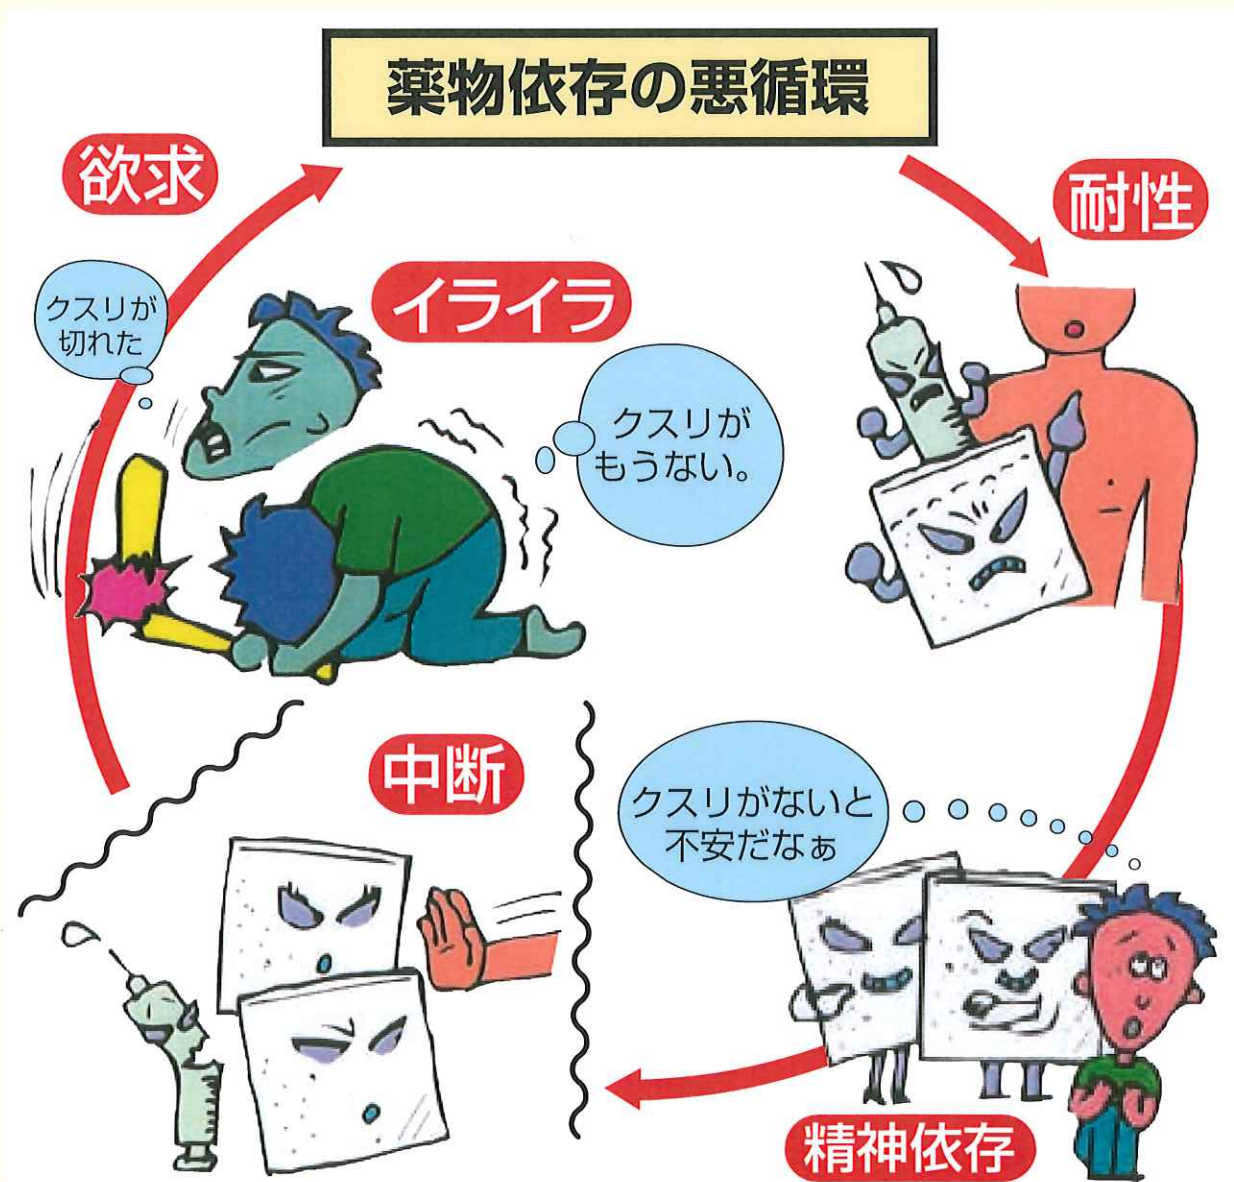 薬物依存の悪循環
欲求
耐性
クスリが
切れた
イライラ
クスリが
もうない。
中断
クスリがないと
不安だなぁ
精神依存